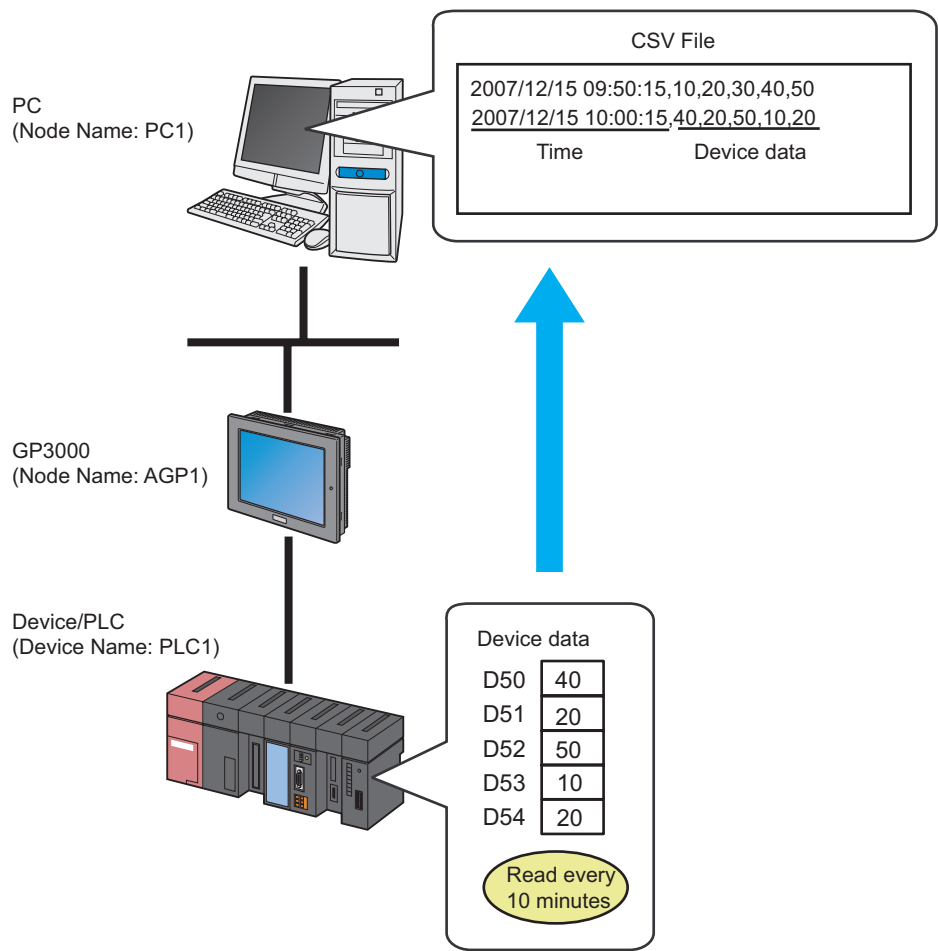 CSV File
2007/12/15 09:50:15,10,20,30,40,50
2007/12/15 10:00:15,40,20,50,10,20
Time Device data
PC
(Node Name: PC1)
GP3000
(Node Name: AGP1)
Device/PLC
(Device Name: PLC1)
Device data
D50 40
D51 20
D52 50
D53 10
D54 20
Read every
10 minutes